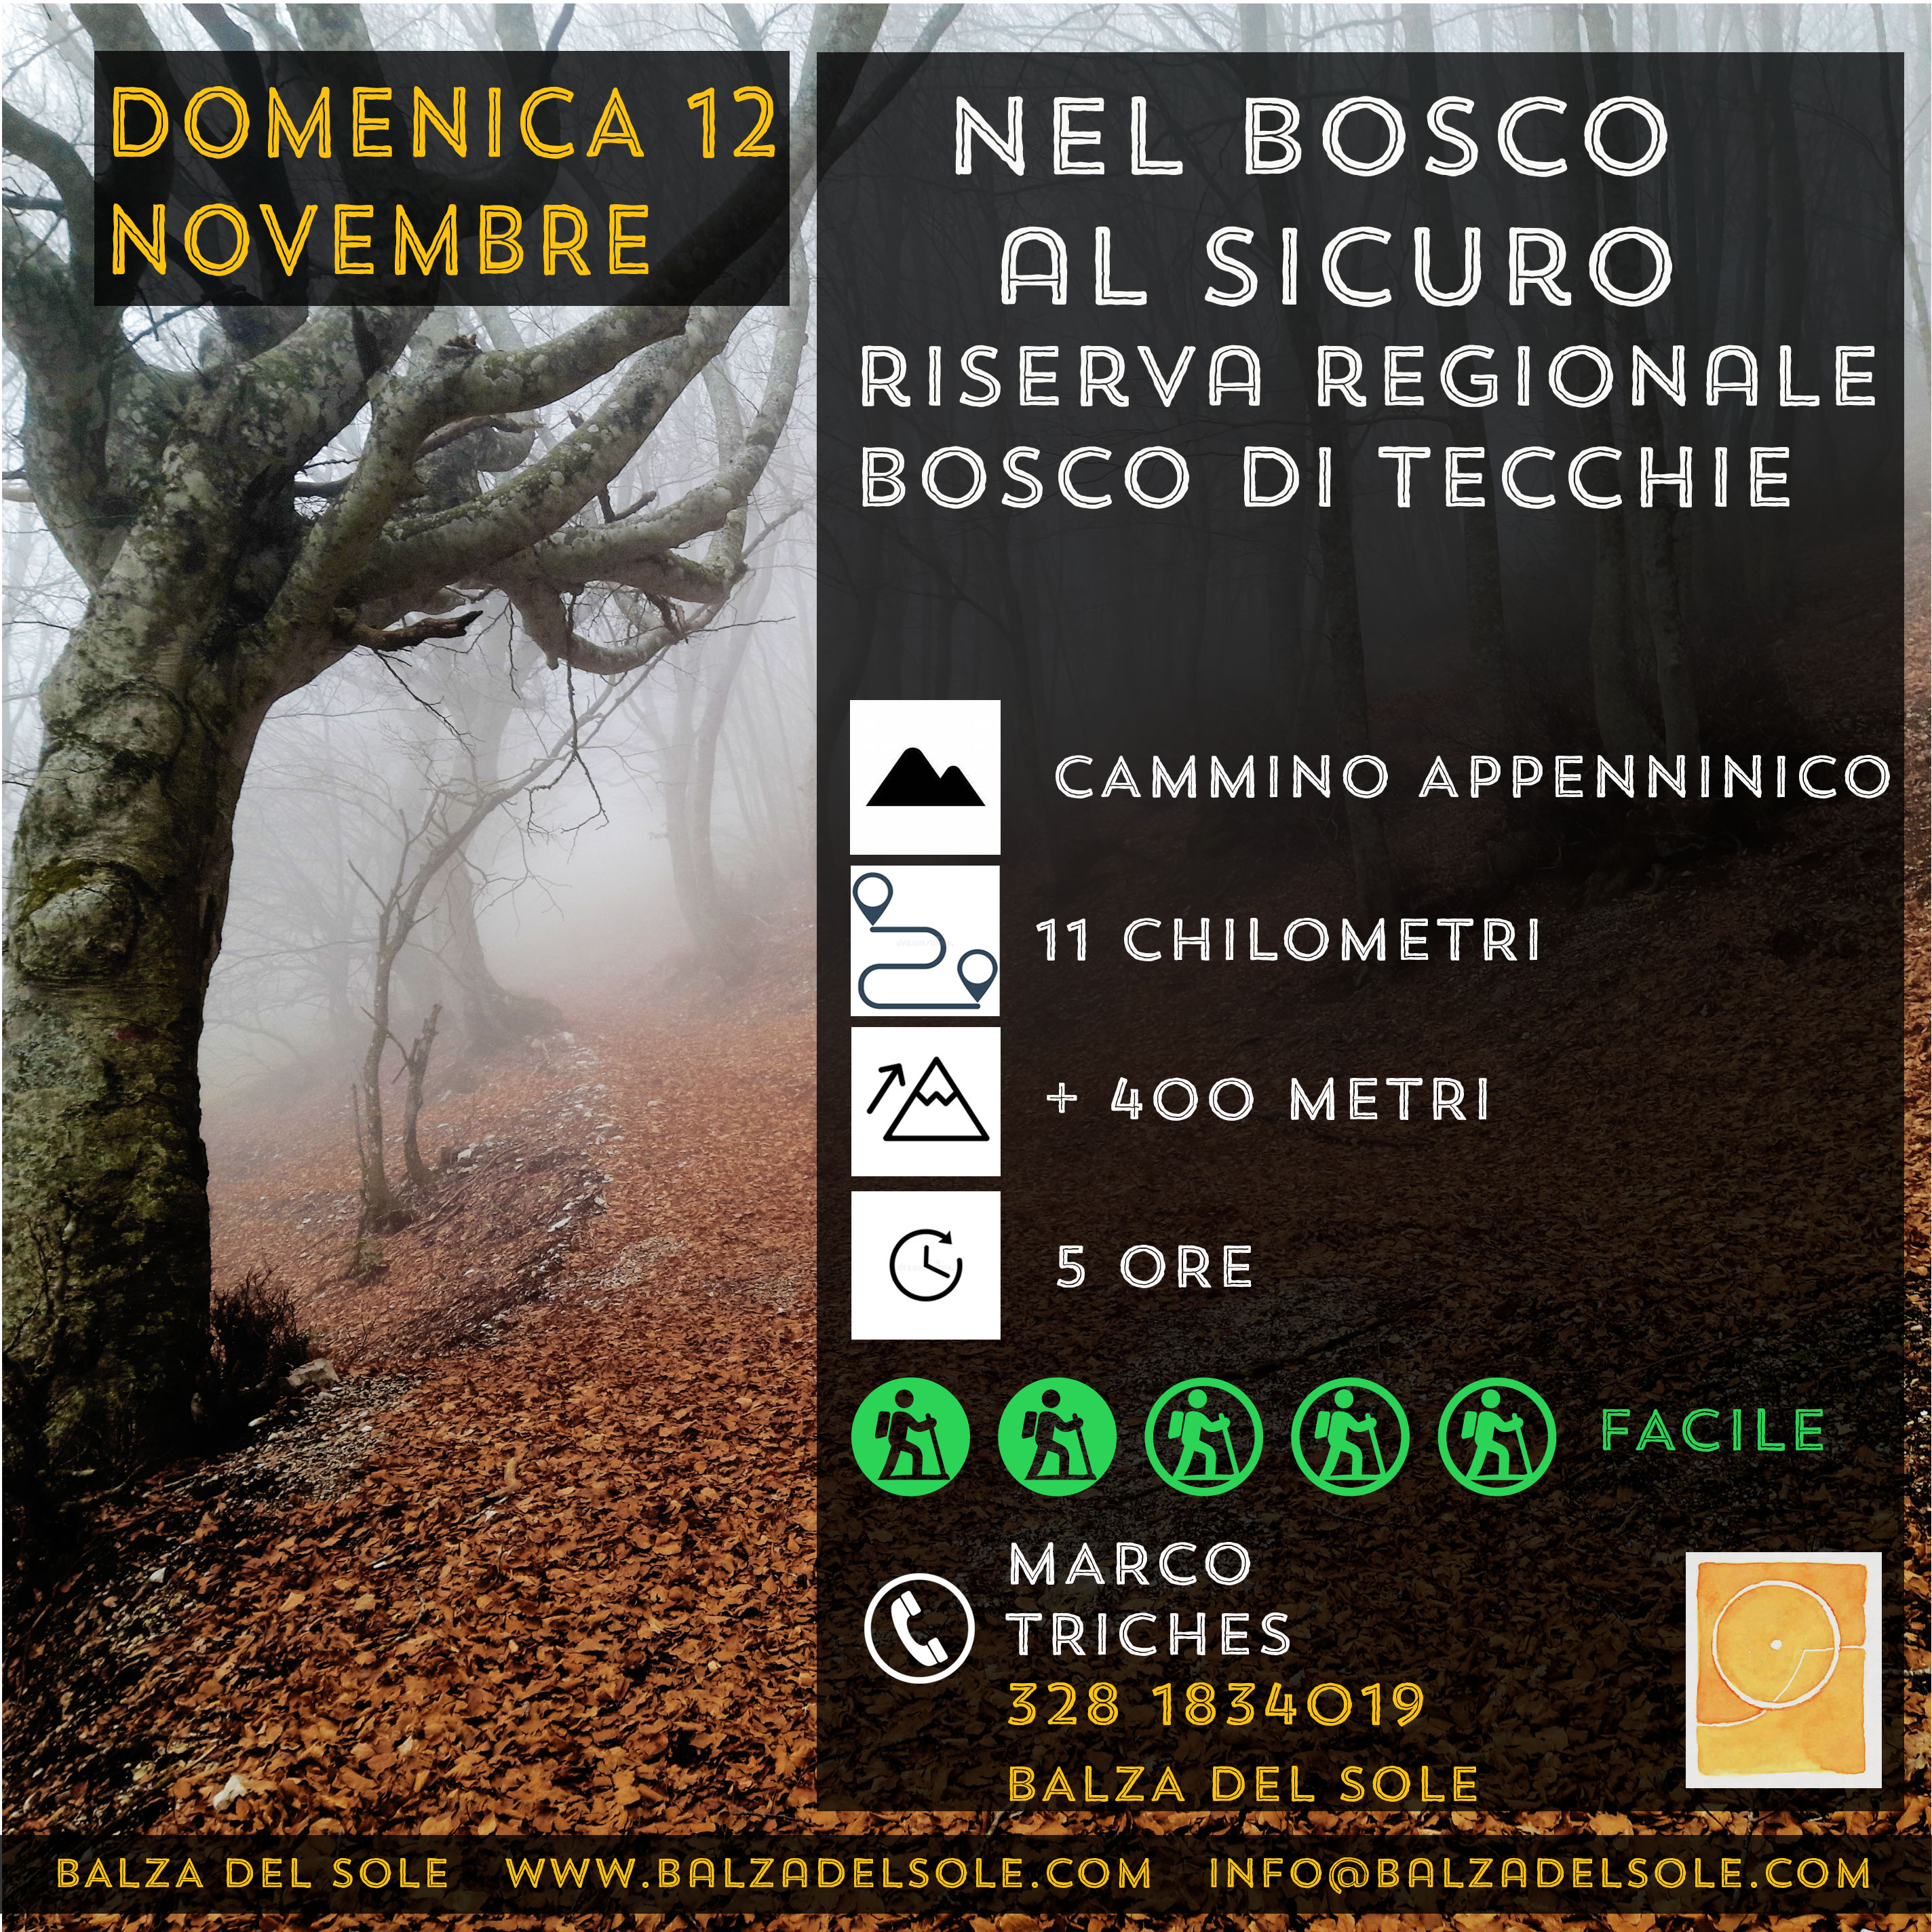 DOMENICA 12
NOVEMBRE
NEL BOSCO
AL SICURO
RISERVA REGIONALE
BOSCO DI TECCHIE
CAMMINO APPENNINICO
11 CHILOMETRI
+ 400 METRI
5 ORE
FACILE
MARCO
TRICHES
328 1834019
BALZA DEL SOLE
BALZA DEL SOLE WWW.BALZADELSOLE.COM INFO@BALZADELSOLE.COM